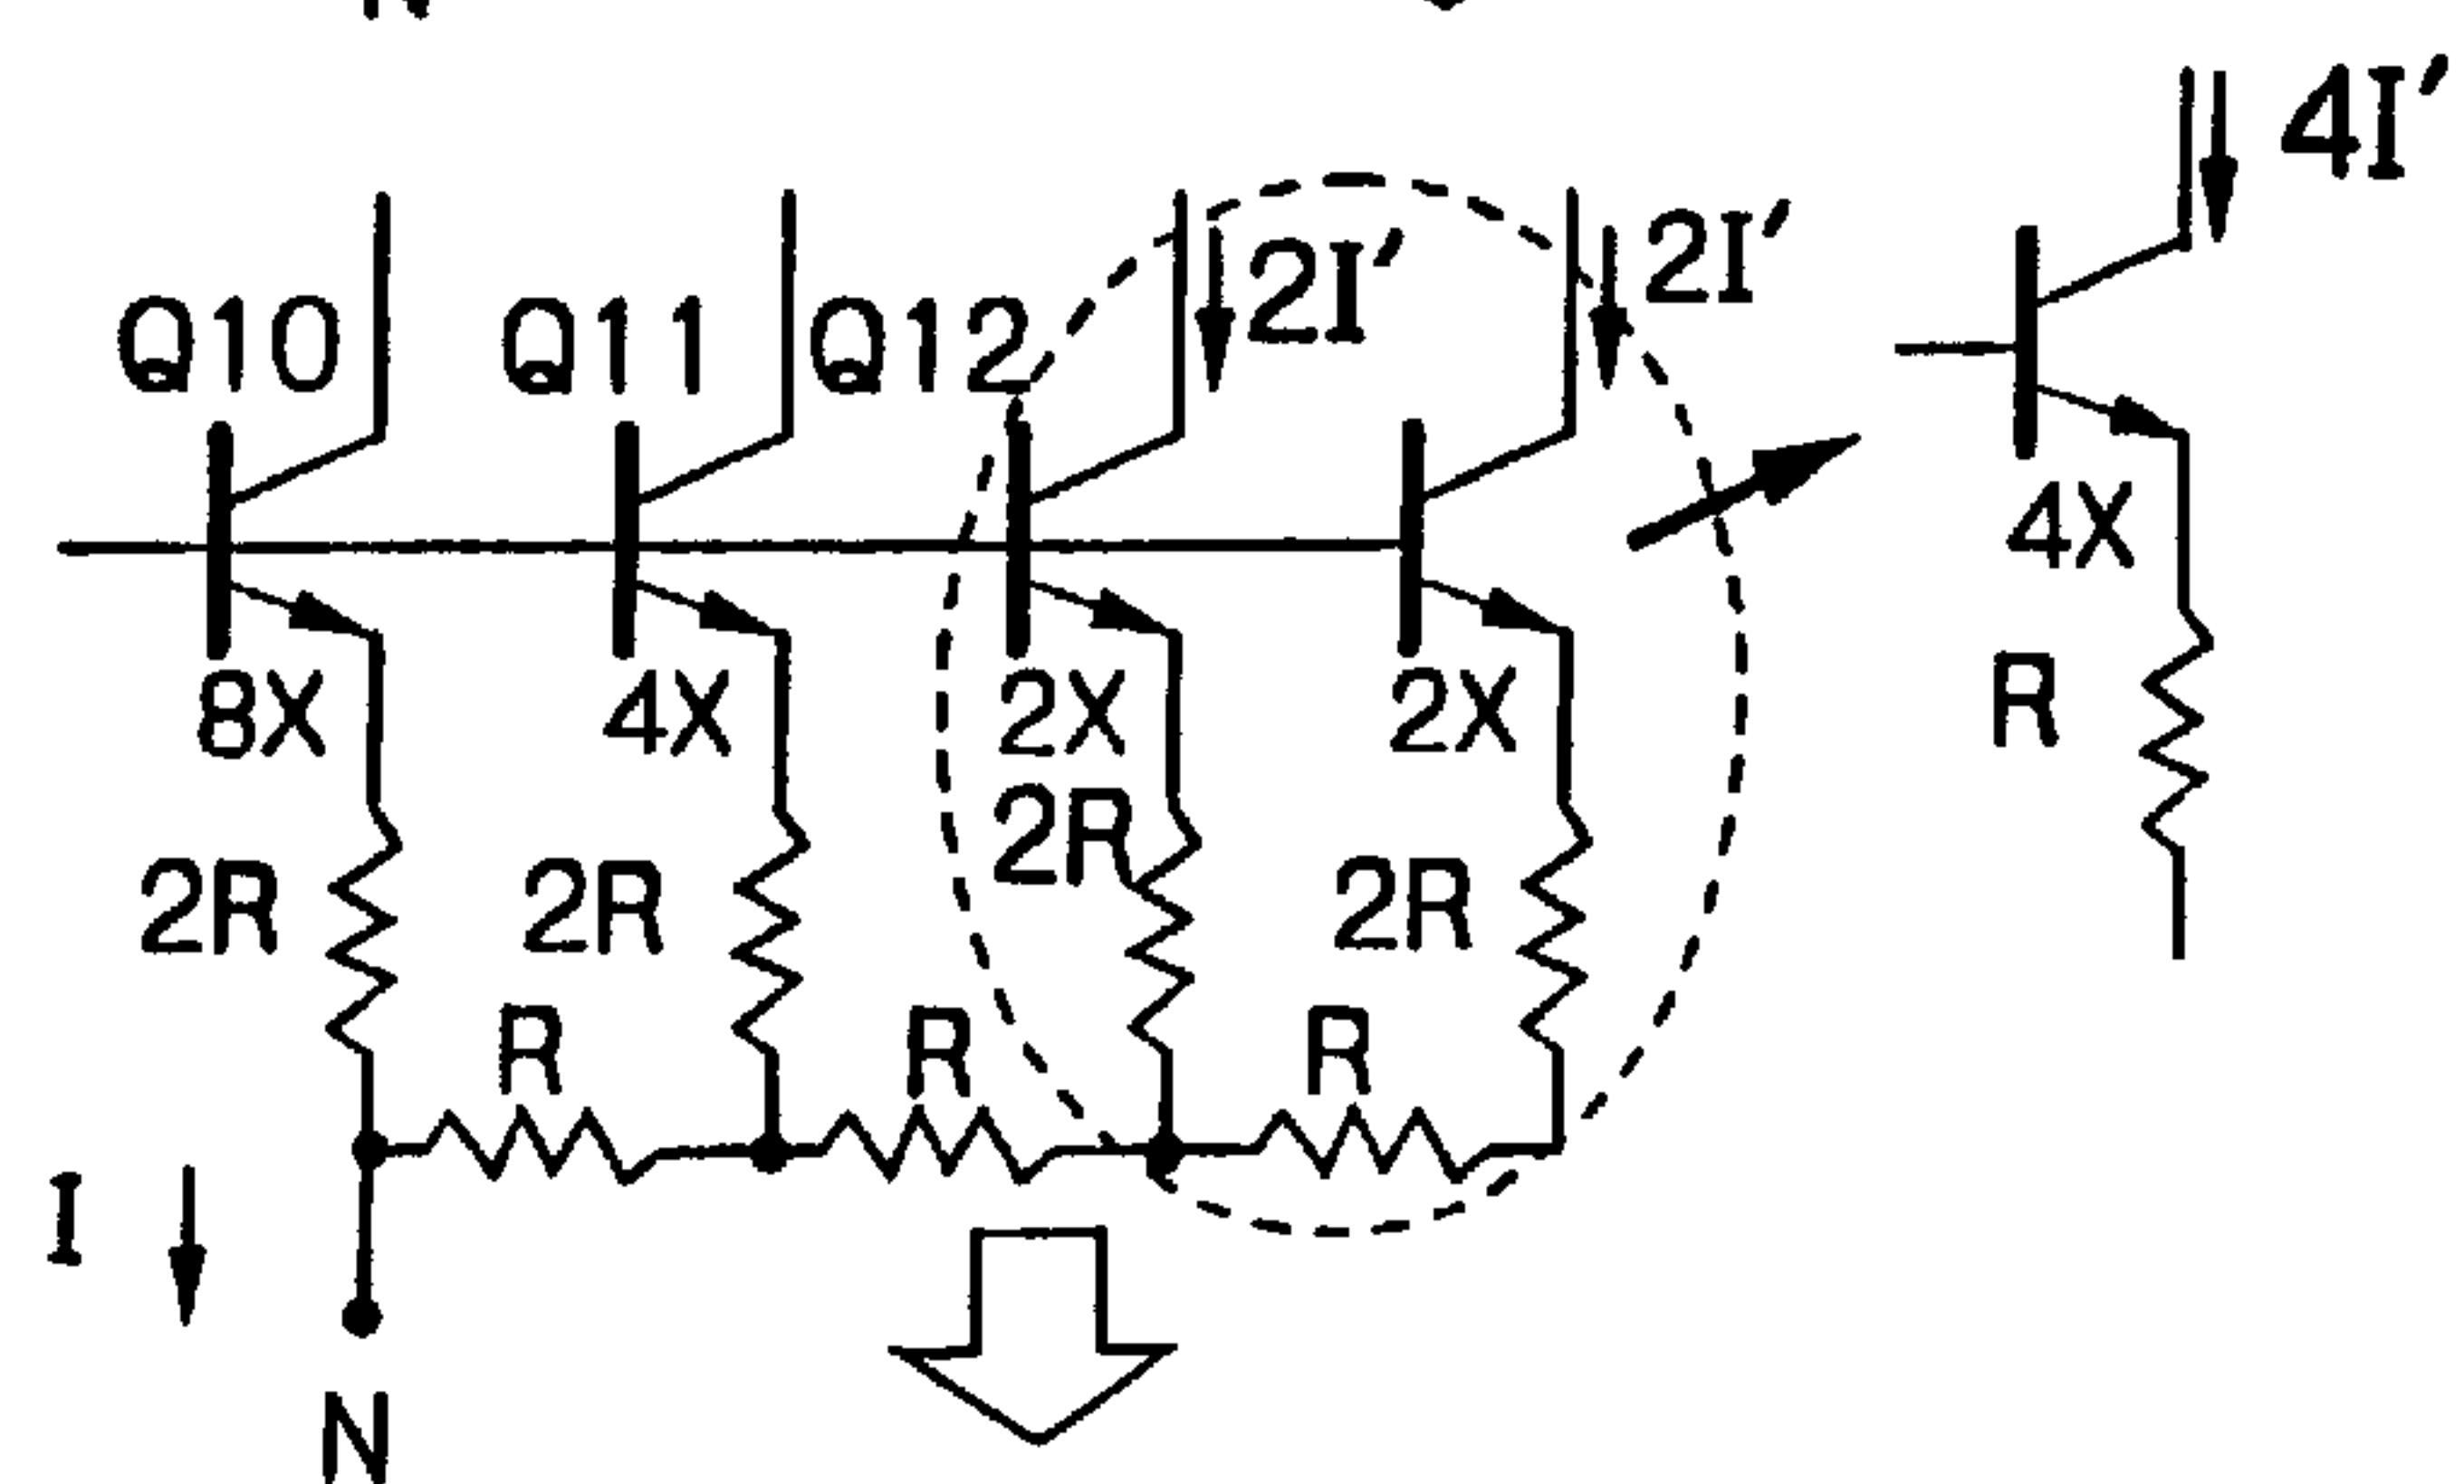 4I′
2I′
2I′
Q10 Q11 Q12
4X
8X 4X 2X 2X
R
2R
2R 2R 2R
R R R
I
N